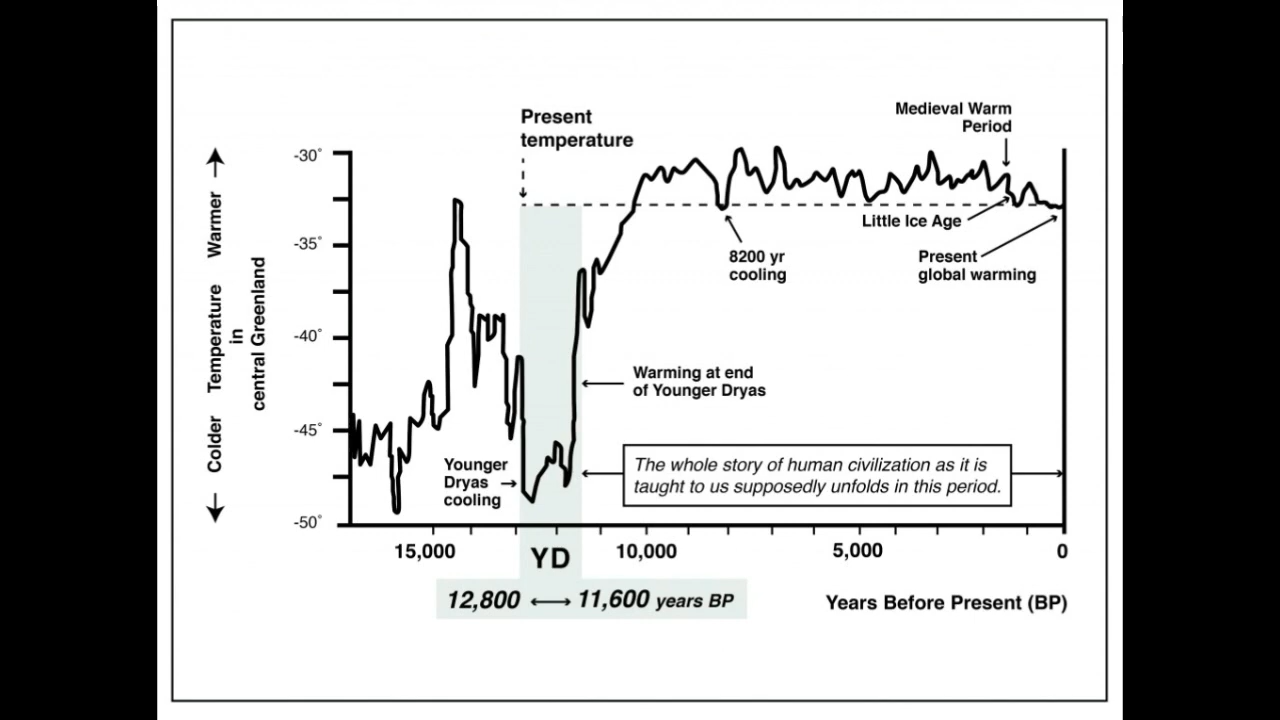 Present
temperature
Medieval Warm
Period
Colder Temperature Warmer
in
central Greenland
-30°
-35°
-40°
-45°
-50°
Little Ice Age
8200 yr
cooling
Present
global warming
Warming at end
of Younger Dryas
Younger
Dryas
cooling
The whole story of human civilization as it is
taught to us supposedly unfolds in this period.
15,000
YD
10,000
5,000
0
12,800
11,600 years BP
Years Before Present (BP)